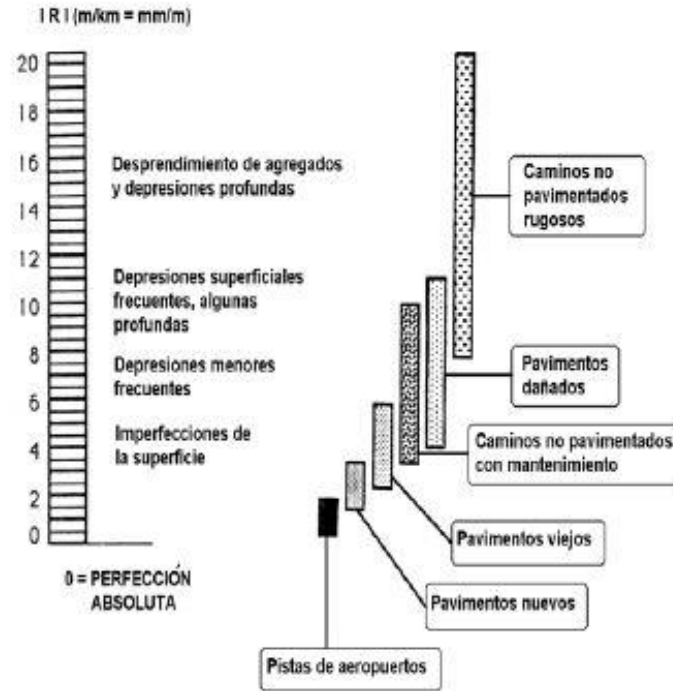 I R I (m/km = mm/m)
20
18
16
14
12
10
8
6
4
2
0
Desprendimiento de agregados
y depresiones profundas
Depresiones superficiales
frecuentes, algunas
profundas
Depresiones menores
frecuentes
Imperfecciones de
la superficie
0 = PERFECCIÓN
ABSOLUTA
Caminos no
pavimentados
rugosos
Pavimentos
dañados
Caminos no pavimentados
con mantenimiento
Pavimentos viejos
Pavimentos nuevos
Pistas de aeropuertos